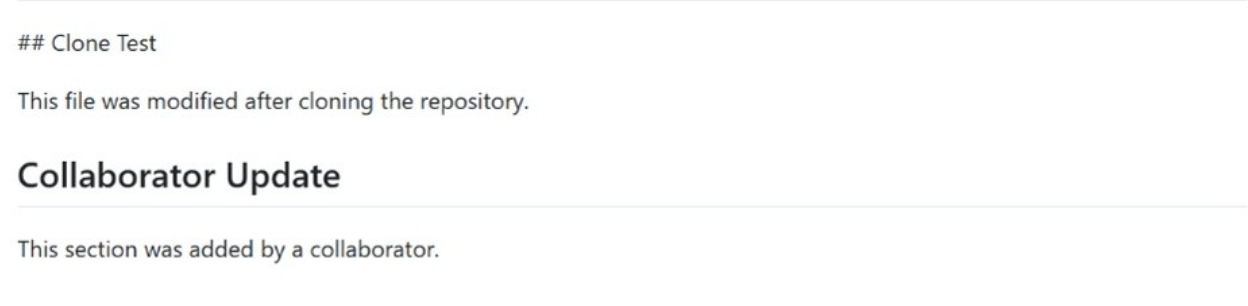 ## Clone Test
This file was modified after cloning the repository.
Collaborator Update
This section was added by a collaborator.